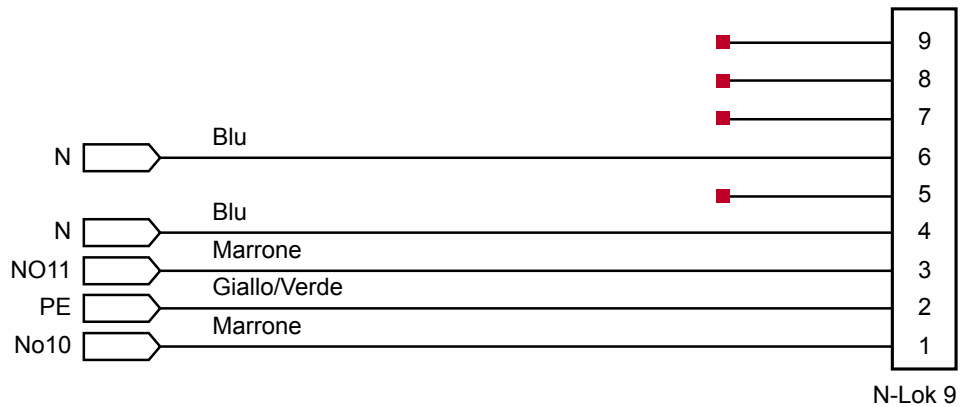 9
8
7
Blu
N 6
5
Blu
N 4
Marrone
NO11 3
Giallo/Verde
PE 2
Marrone
No10 1
N-Lok 9